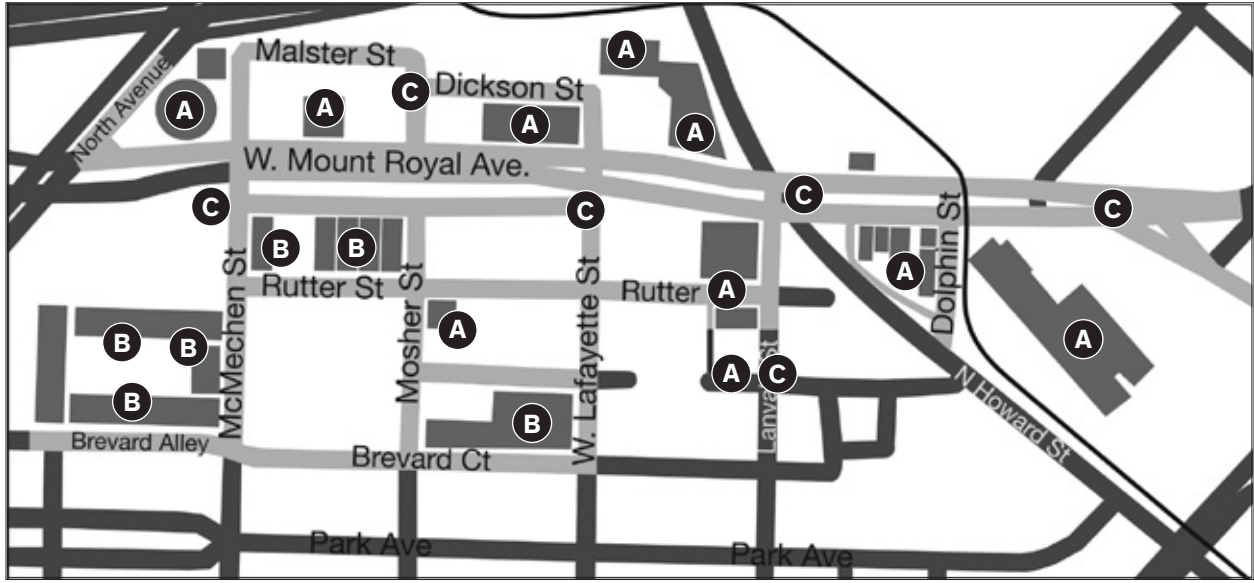 Malster St
A
A
C
Dickson St
A
A
A
A
North Avenue
W. Mount Royal Ave.
C
C
C
C
Dolphin St
B
B
A
McMechen St
Rutter St
Mosher St
W. Lafayette St
Rutter
A
A
A
B
B
B
B
A
C
N Howard St
Brevard Alley
Brevard Ct
Park Ave
Park Ave